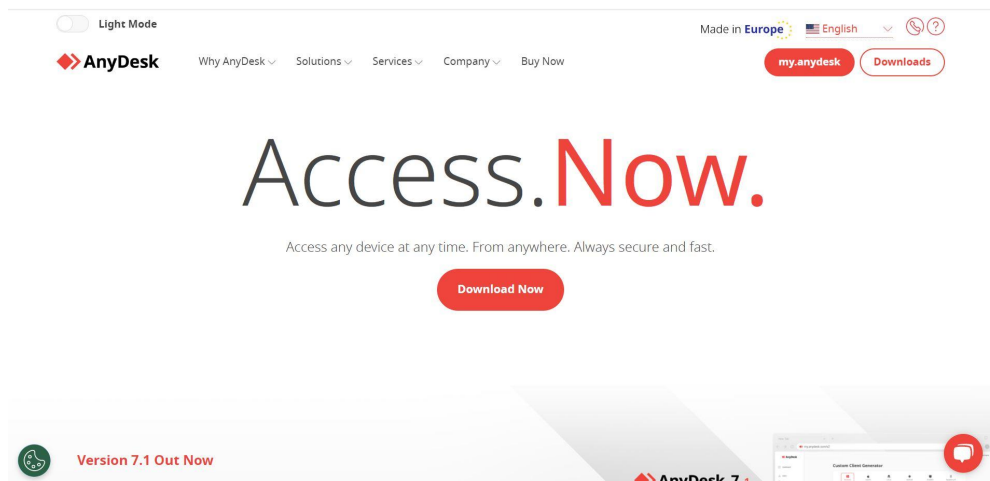 Light Mode
Made in Europe
English
AnyDesk
Why AnyDesk
Solutions
Services
Company
Buy Now
my.anydesk
Downloads
Access.Now.
Access any device at any time. From anywhere. Always secure and fast.
Download Now
Version 7.1 Out Now
AnyDesk 7.1
Custom Client Generator